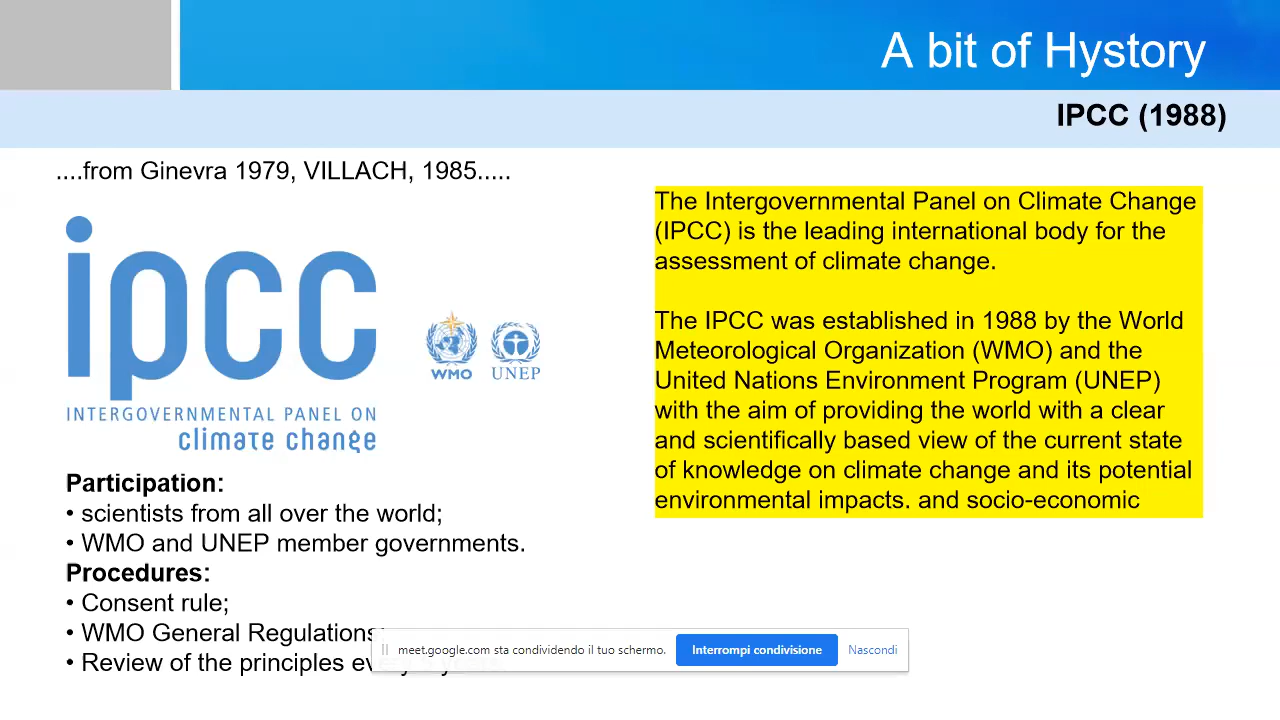 A bit of Hystory
IPCC (1988)
....from Ginevra 1979, VILLACH, 1985.....
ipcc
INTERGOVERNMENTAL PANEL ON
climate change
WMO UNEP
Participation:
• scientists from all over the world;
• WMO and UNEP member governments.
Procedures:
• Consent rule;
• WMO General Regulations;
• Review of the principles every
The Intergovernmental Panel on Climate Change
(IPCC) is the leading international body for the
assessment of climate change.
The IPCC was established in 1988 by the World
Meteorological Organization (WMO) and the
United Nations Environment Program (UNEP)
with the aim of providing the world with a clear
and scientifically based view of the current state
of knowledge on climate change and its potential
environmental impacts. and socio-economic
meet.google.com sta condividendo il tuo schermo. Interrompi condivisione Nascondi